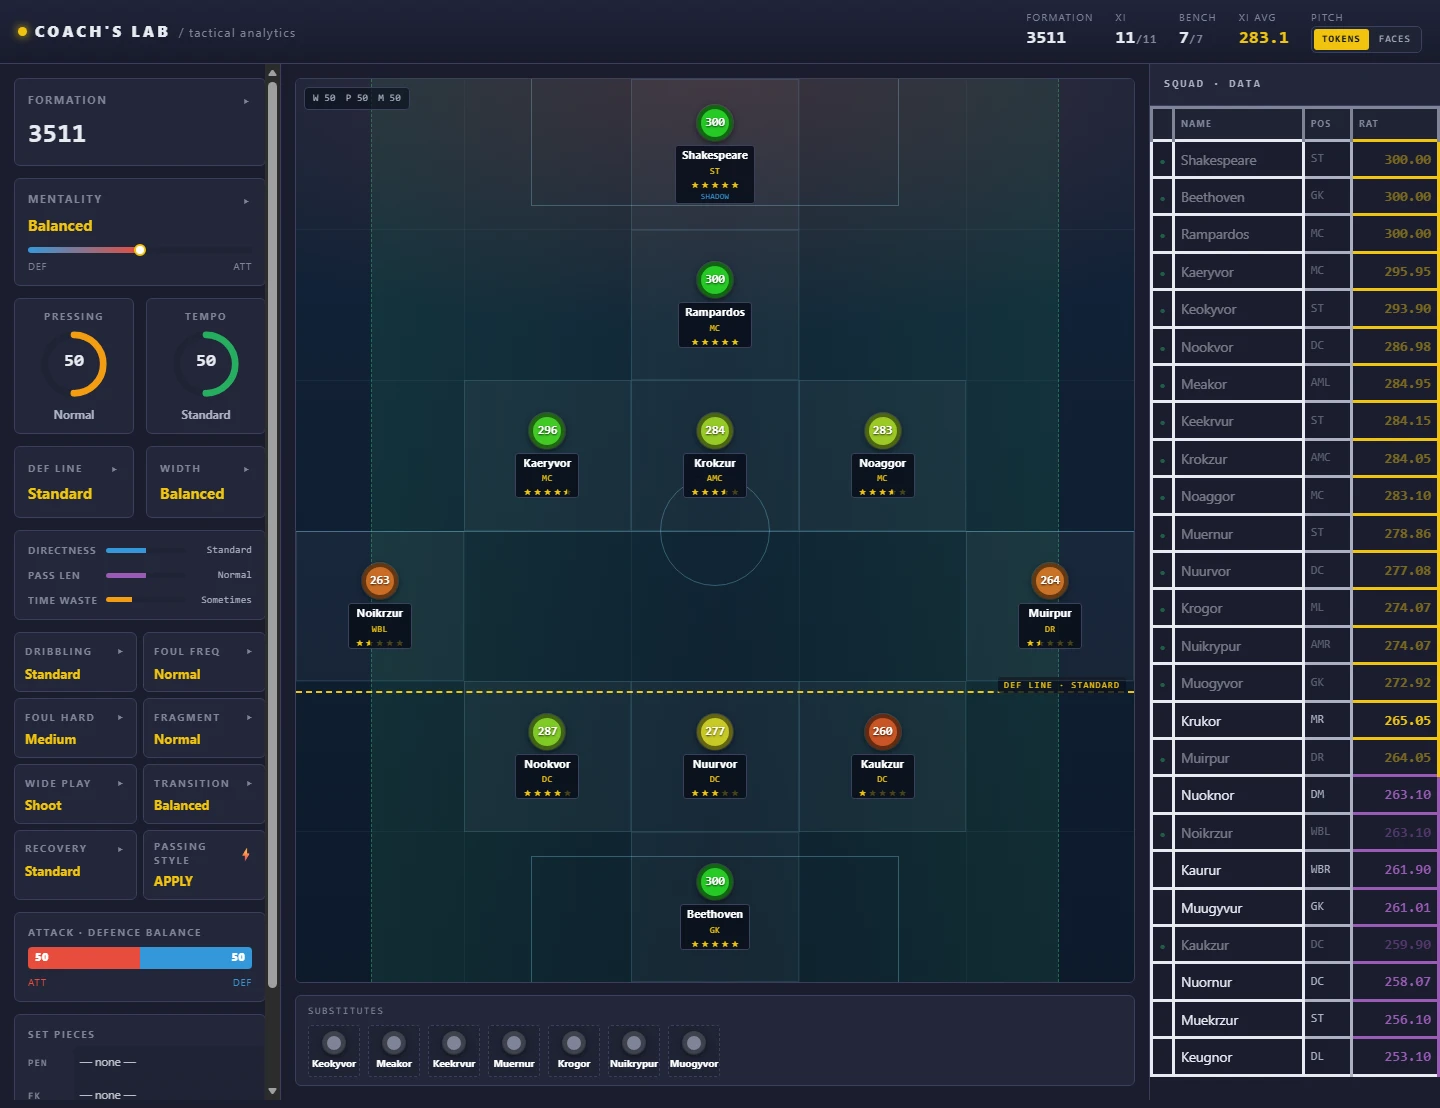 COACH'S LAB / tactical analytics
FORMATION XI BENCH XI AVG PITCH
3511 11/11 7/7 283.1 TOKENS FACES
FORMATION
3511
MENTALITY
Balanced
DEF ATT
PRESSING TEMPO
50 50
Normal Standard
DEF LINE WIDTH
Standard Balanced
DIRECTNESS Standard
PASS LEN Normal
TIME WASTE Sometimes
DRIBBLING FOUL FREQ
Standard Normal
FOUL HARD FRAGMENT
Medium Normal
WIDE PLAY TRANSITION
Shoot Balanced
RECOVERY PASSING STYLE
Standard APPLY
ATTACK · DEFENCE BALANCE
50 50
ATT DEF
SET PIECES
PEN — none —
FK — none —
W 50 P 50 M 50
300
Shakespeare
ST
★★★★★
SHADOW
300
Rampardos
MC
★★★★★
296 284 283
Kaeryvor Krokzur Noaggor
MC AMC MC
263 264
Noikrzur Muirpur
WBL DR
DEF LINE · STANDARD
287 277 260
Nookvor Nuurvor Kaukzur
DC DC DC
300
Beethoven
GK
★★★★★
SUBSTITUTES
Keokyvor Meakor Keekrvur Muernur Krogor Nuikrypur Muogyvor
SQUAD · DATA
NAME POS RAT
Shakespeare ST 300.00
Beethoven GK 300.00
Rampardos MC 300.00
Kaeryvor MC 295.95
Keokyvor ST 293.90
Nookvor DC 286.98
Meakor AML 284.95
Keekrvur ST 284.15
Krokzur AMC 284.05
Noaggor MC 283.10
Muernur ST 278.86
Nuurvor DC 277.08
Krogor ML 274.07
Nuikrypur AMR 274.07
Muogyvor GK 272.92
Krukor MR 265.05
Muirpur DR 264.05
Nuoknor DM 263.10
Noikrzur WBL 263.10
Kaurur WBR 261.90
Muugyvur GK 261.01
Kaukzur DC 259.90
Nuornur DC 258.07
Muekrzur ST 256.10
Keugnor DL 253.10